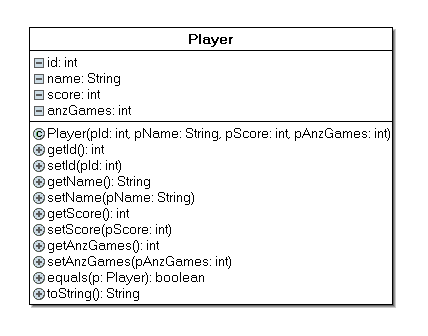 Player
id: int
name: String
score: int
anzGames: int
Player(pId: int, pName: String, pScore: int, pAnzGames: int)
getId(): int
setId(pId: int)
getName(): String
setName(pName: String)
getScore(): int
setScore(pScore: int)
getAnzGames(): int
setAnzGames(pAnzGames: int)
equals(p: Player): boolean
toString(): String